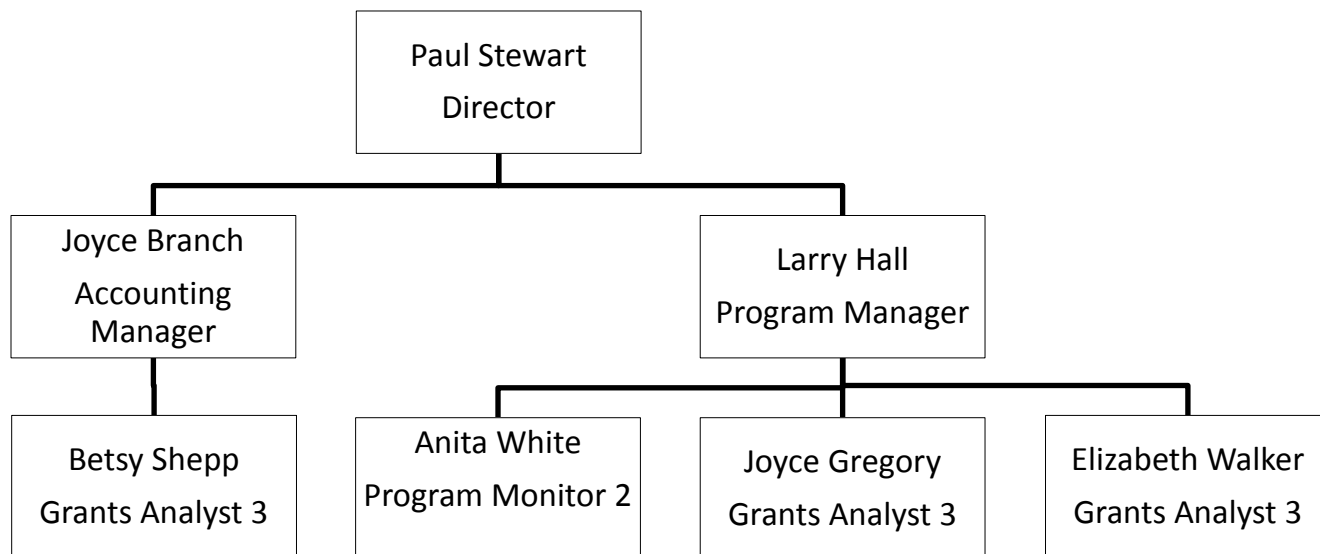 Paul Stewart
Director
Joyce Branch
Accounting
Manager
Larry Hall
Program Manager
Betsy Shepp
Grants Analyst 3
Anita White
Program Monitor 2
Joyce Gregory
Grants Analyst 3
Elizabeth Walker
Grants Analyst 3